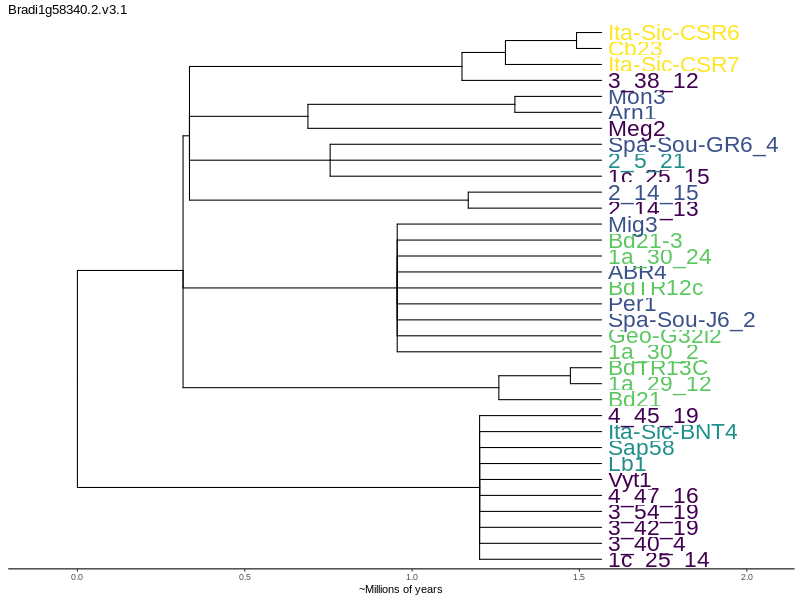 Bradi1g58340.2.v3.1
Ita-Sic-CSR6
Cb23
Ita-Sic-CSR7
3_38_12
Mon3
Arn1
Meg2
Spa-Sou-GR6_4
2_5_21
1c_25_15
2_14_15
2_14_13
Mig3
Bd21-3
1a_30_24
ABR4
BdTR12c
Per1
Spa-Sou-J6_2
Geo-G32i2
1a_30_2
BdTR13C
1a_29_12
Bd21
4_45_19
Ita-Sic-BNT4
Sap58
Lb1
Vyt1
4_47_16
3_54_19
3_42_19
3_40_4
1c_25_14
0.0 0.5 1.0 1.5 2.0
~Millions of years